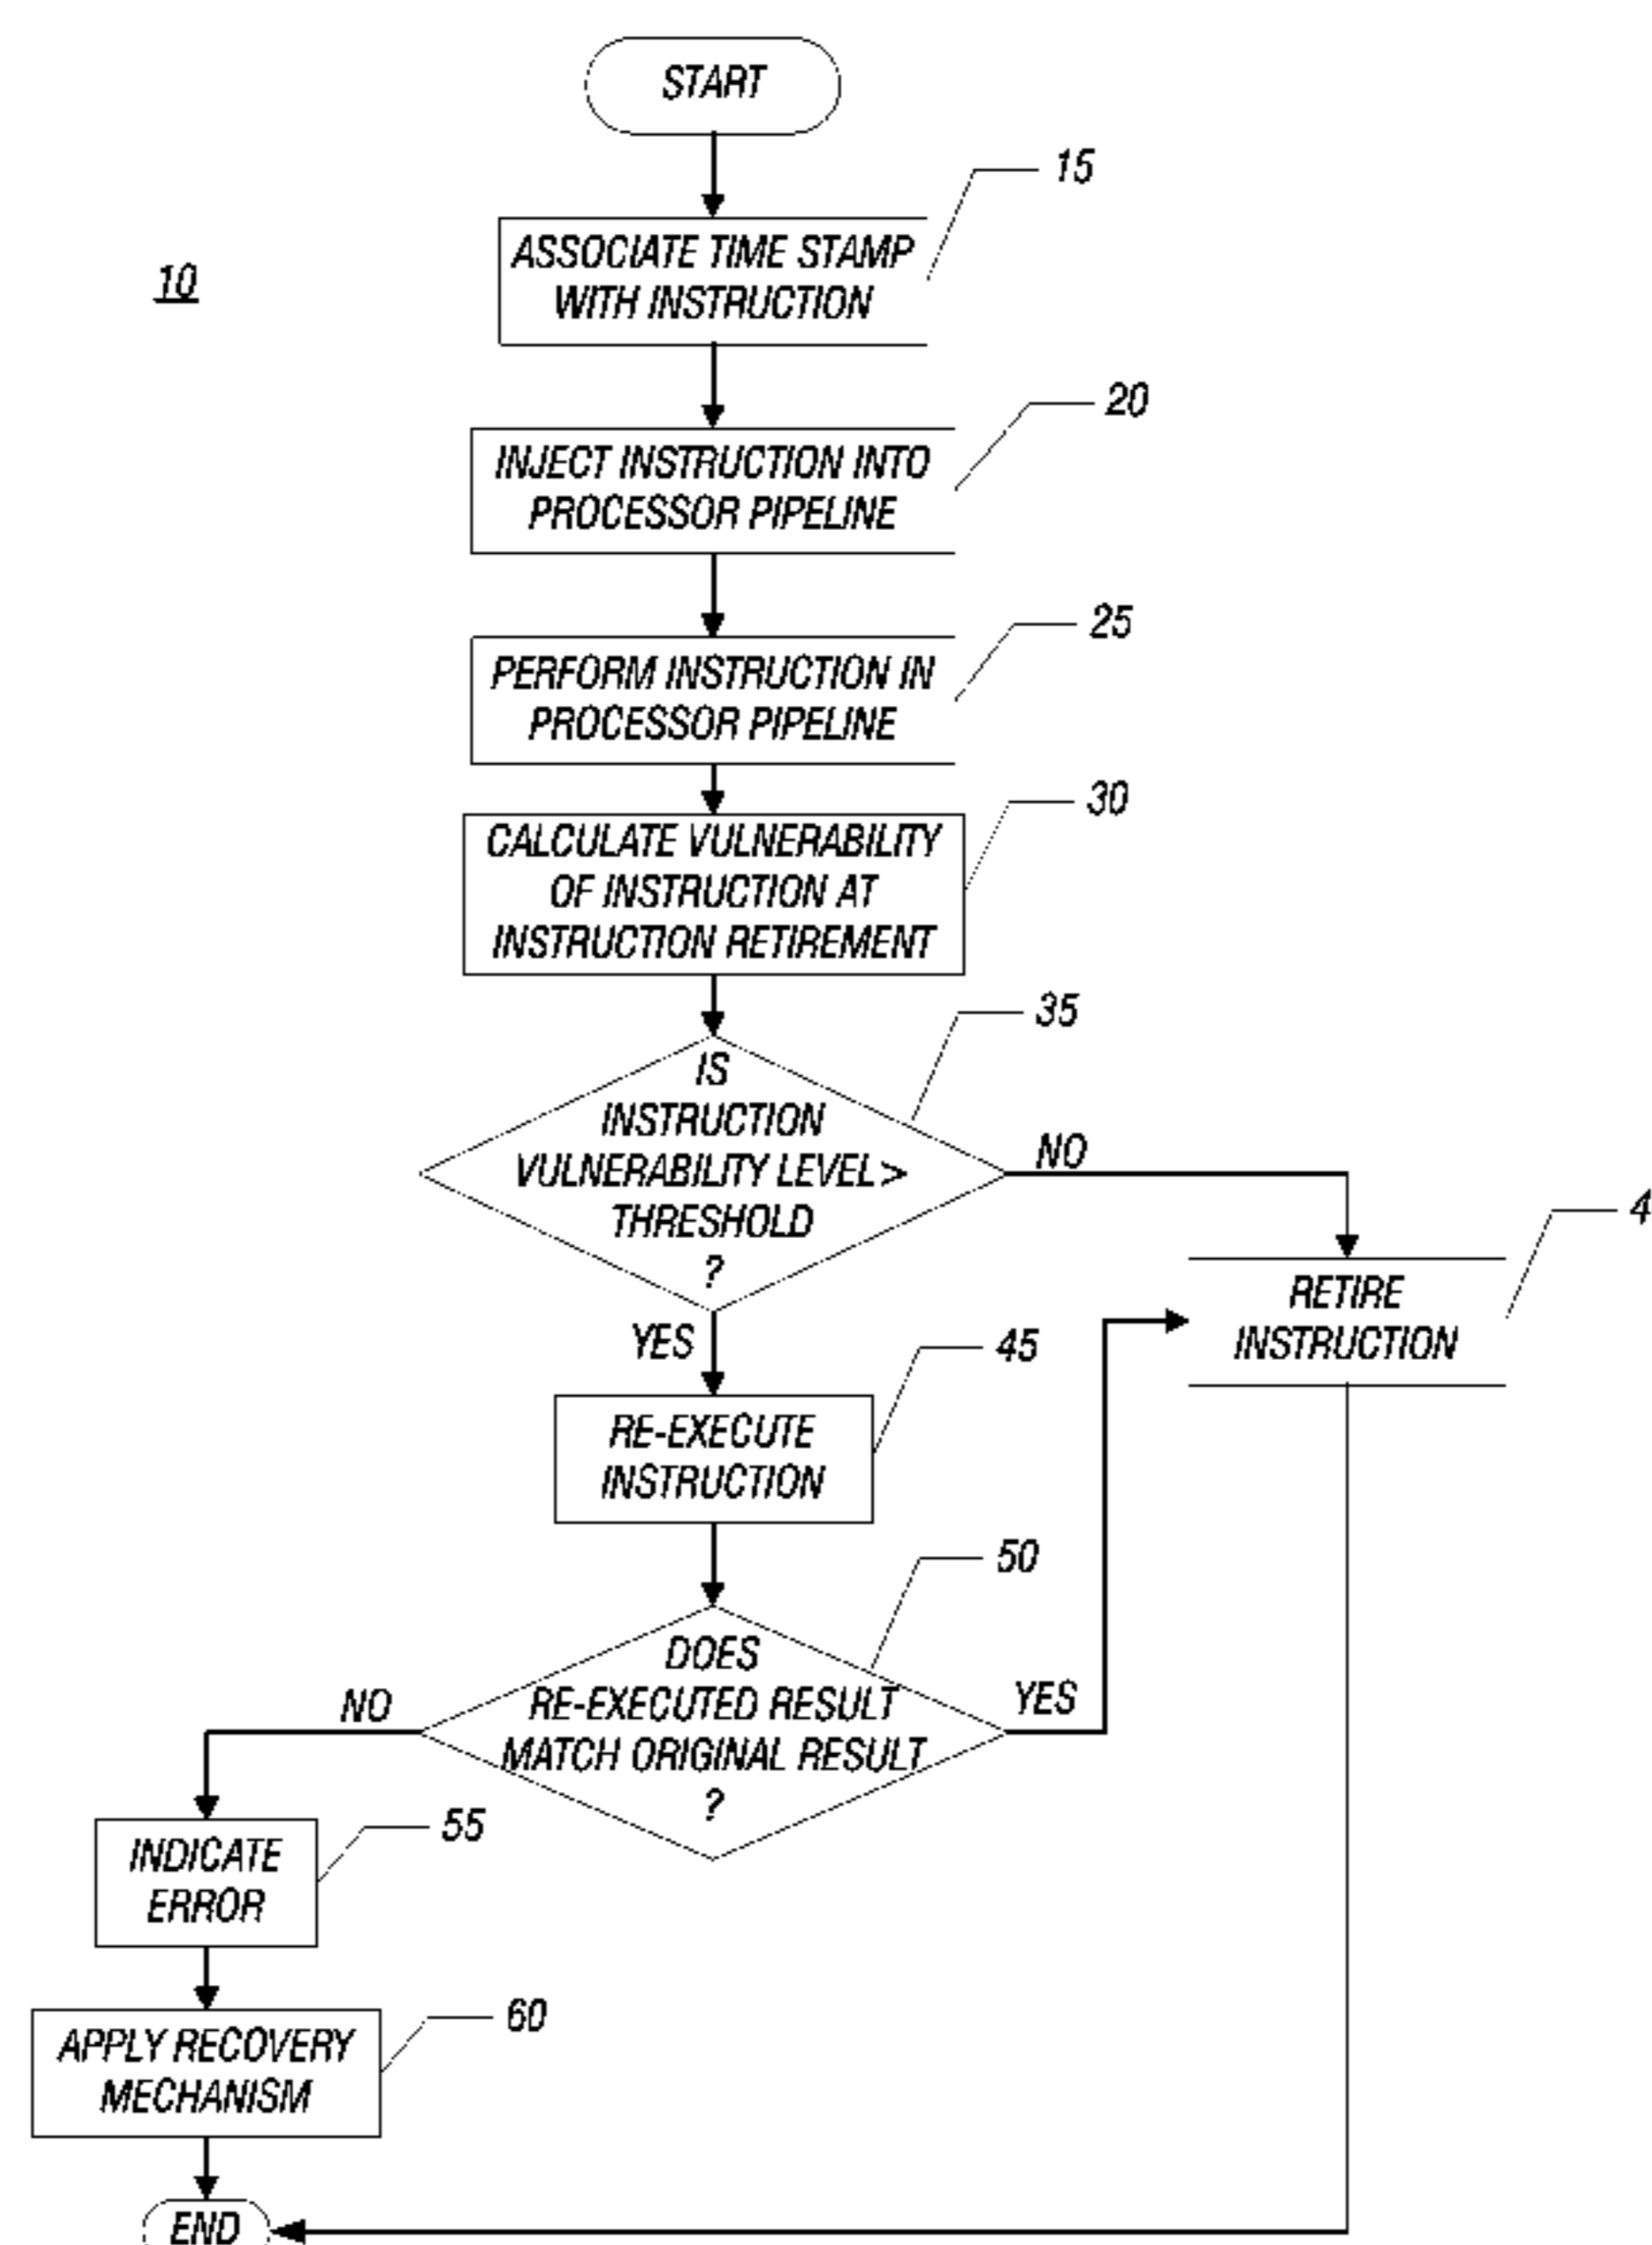 START
15
10
ASSOCIATE TIME STAMP
WITH INSTRUCTION
20
INJECT INSTRUCTION INTO
PROCESSOR PIPELINE
25
PERFORM INSTRUCTION IN
PROCESSOR PIPELINE
30
CALCULATE VULNERABILITY
OF INSTRUCTION AT
INSTRUCTION RETIREMENT
35
IS
INSTRUCTION
VULNERABILITY LEVEL >
THRESHOLD
?
NO
4
RETIRE
INSTRUCTION
YES
45
RE-EXECUTE
INSTRUCTION
50
DOES
RE-EXECUTED RESULT
MATCH ORIGINAL RESULT
?
NO
YES
55
INDICATE
ERROR
60
APPLY RECOVERY
MECHANISM
END